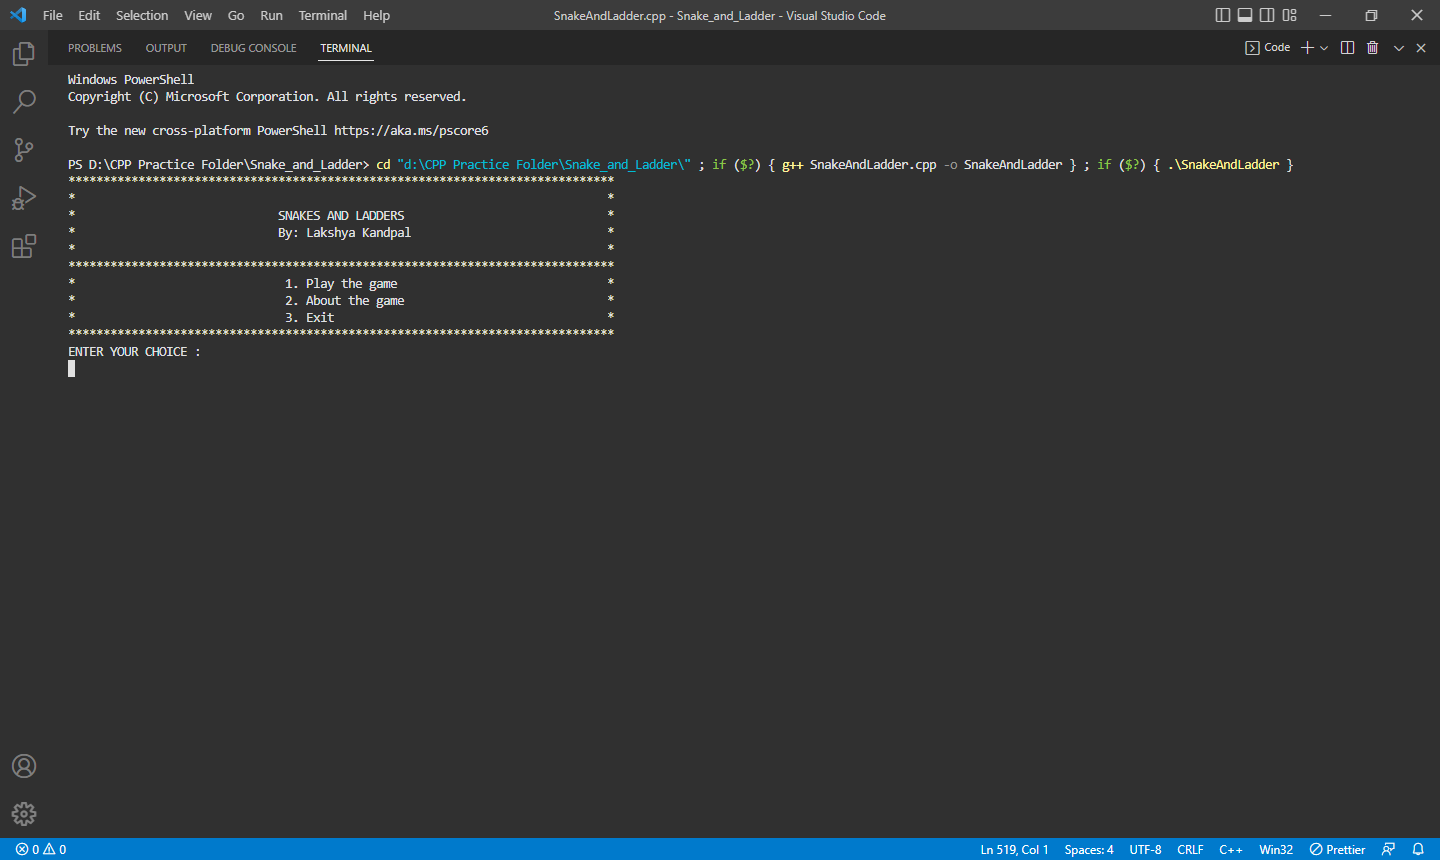 File Edit Selection View Go Run Terminal Help SnakeAndLadder.cpp - Snake_and_Ladder - Visual Studio Code
PROBLEMS OUTPUT DEBUG CONSOLE TERMINAL Code
Windows PowerShell
Copyright (C) Microsoft Corporation. All rights reserved.
Try the new cross-platform PowerShell https://aka.ms/pscore6
PS D:\CPP Practice Folder\Snake_and_Ladder> cd "d:\CPP Practice Folder\Snake_and_Ladder\" ; if ($?) { g++ SnakeAndLadder.cpp -o SnakeAndLadder } ; if ($?) { .\SnakeAndLadder }
******************************************************************************
*                                                                            *
*                             SNAKES AND LADDERS                             *
*                             By: Lakshya Kandpal                            *
*                                                                            *
******************************************************************************
*                              1. Play the game                              *
*                              2. About the game                             *
*                              3. Exit                                       *
******************************************************************************
ENTER YOUR CHOICE :
0 0 Ln 519, Col 1 Spaces: 4 UTF-8 CRLF C++ Win32 Prettier